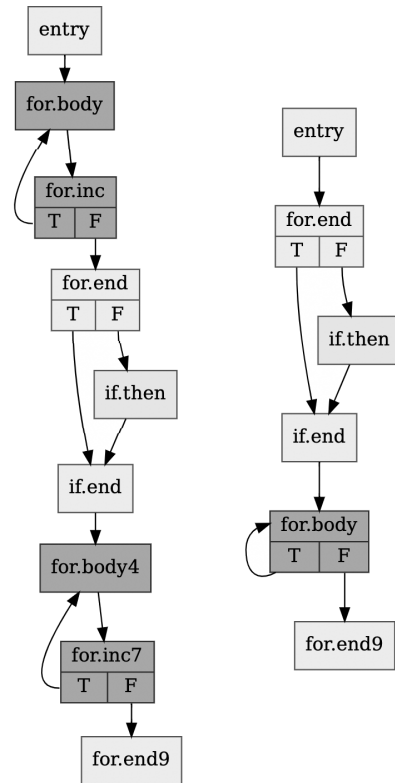 entry
for.body
for.inc
T F
for.end
T F
if.then
if.end
for.body4
for.inc7
T F
for.end9
entry
for.end
T F
if.then
if.end
for.body
T F
for.end9